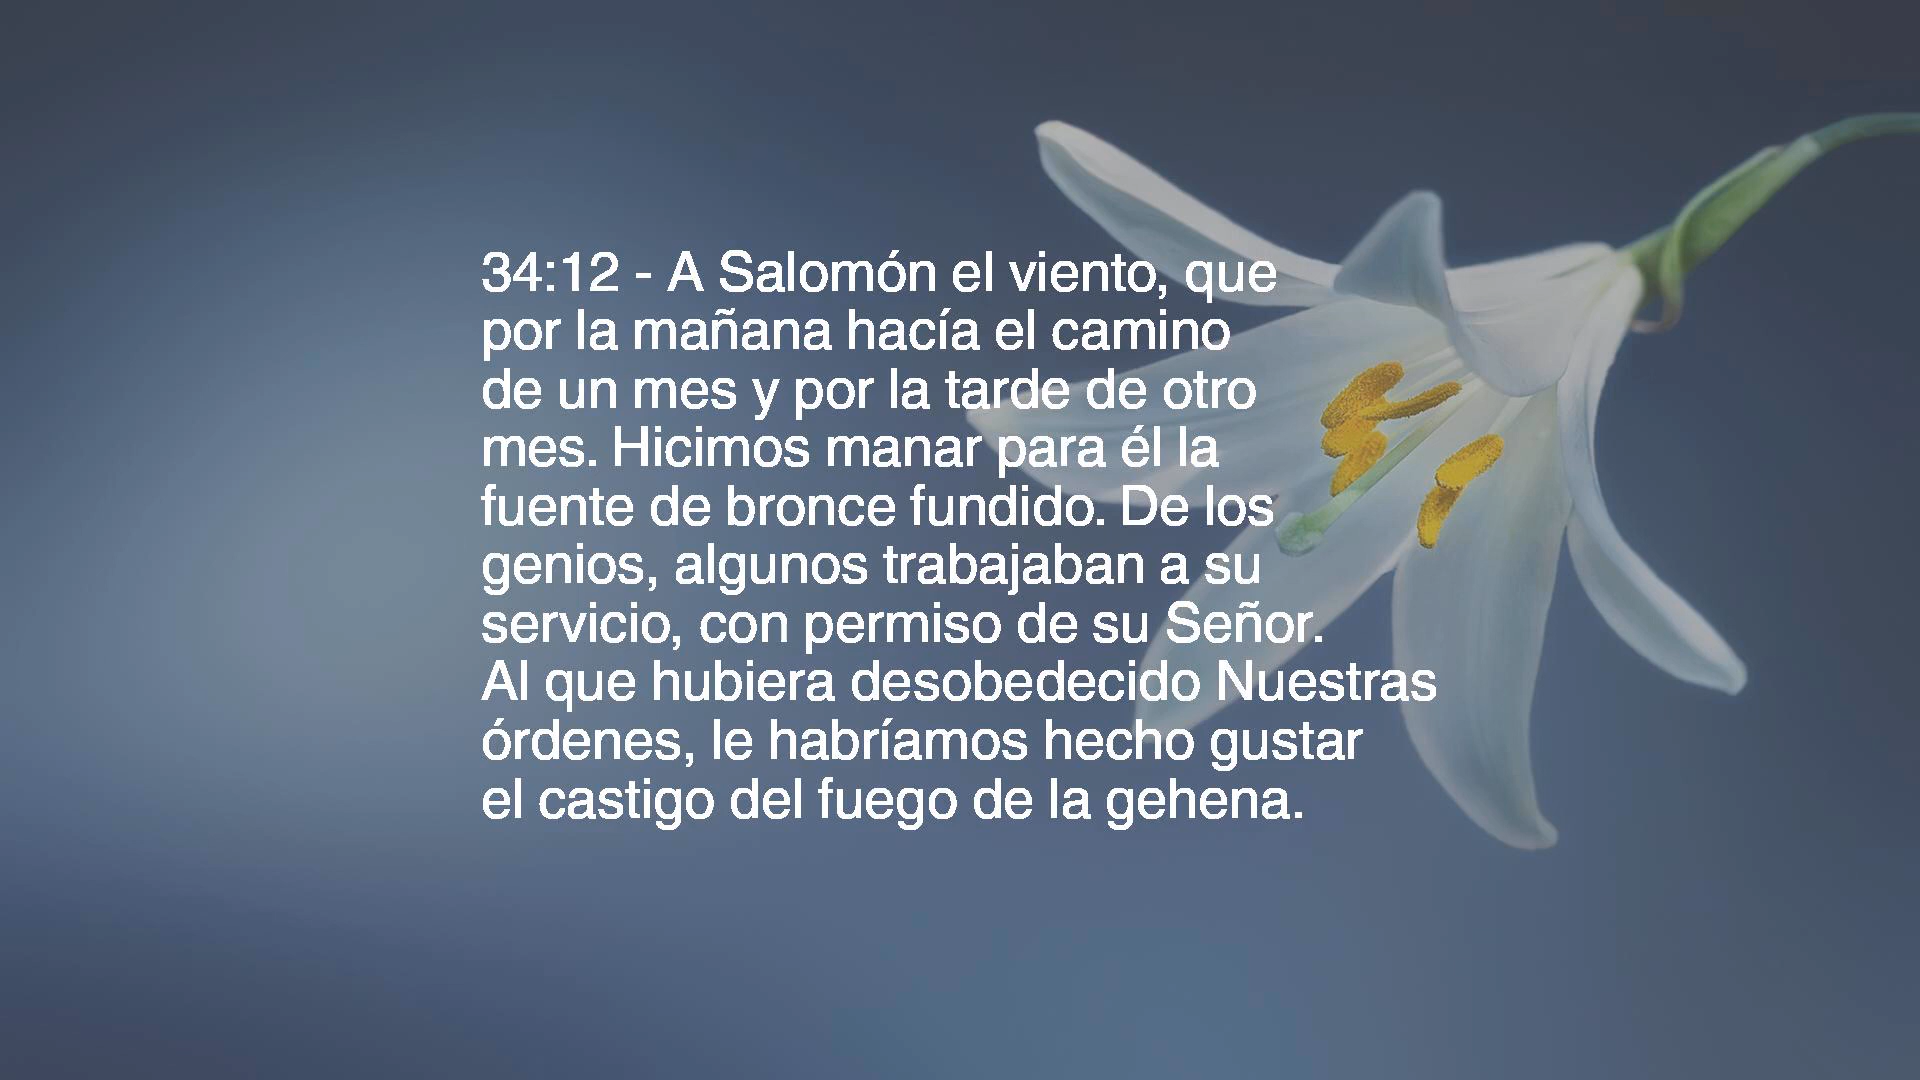 34:12 - A Salomón el viento, que
por la mañana hacía el camino
de un mes y por la tarde de otro
mes. Hicimos manar para él la
fuente de bronce fundido. De los
genios, algunos trabajaban a su
servicio, con permiso de su Señor.
Al que hubiera desobedecido Nuestras
órdenes, le habríamos hecho gustar
el castigo del fuego de la gehena.